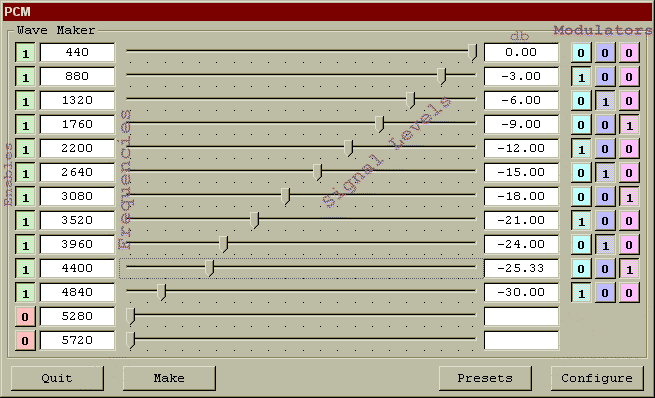 PCM
Wave Maker db Modulators
1 440 0.00 0 0 0
1 880 -3.00 1 0 0
1 1320 -6.00 0 1 0
1 1760 -9.00 0 0 1
1 2200 -12.00 1 0 0
1 2640 -15.00 0 1 0
1 3080 -18.00 0 0 1
1 3520 -21.00 1 0 0
1 3960 -24.00 0 1 0
1 4400 -25.33 0 0 1
1 4840 -30.00 1 0 0
0 5280
0 5720
Enables
Frequencies
Signal Levels
Quit Make Presets Configure